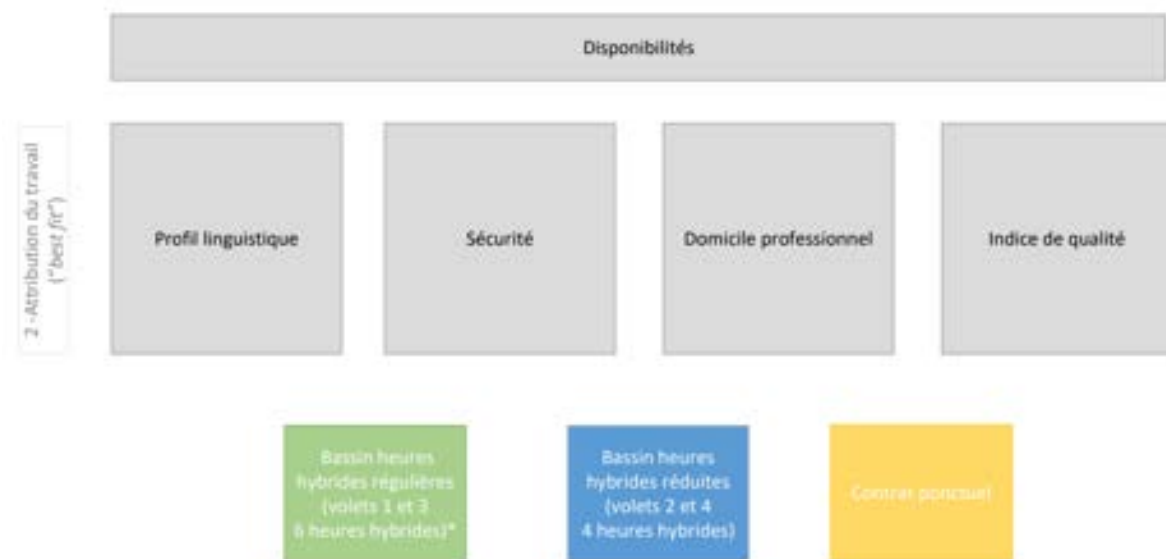 Disponibilités
2 -Attribution du travail
("best fit")
Profil linguistique
Sécurité
Domicile professionnel
Indice de qualité
Bassin heures
hybrides régulières
(volets 1 et 3
6 heures hybrides)*
Bassin heures
hybrides réduites
(volets 2 et 4
4 heures hybrides)
Contrat ponctuel